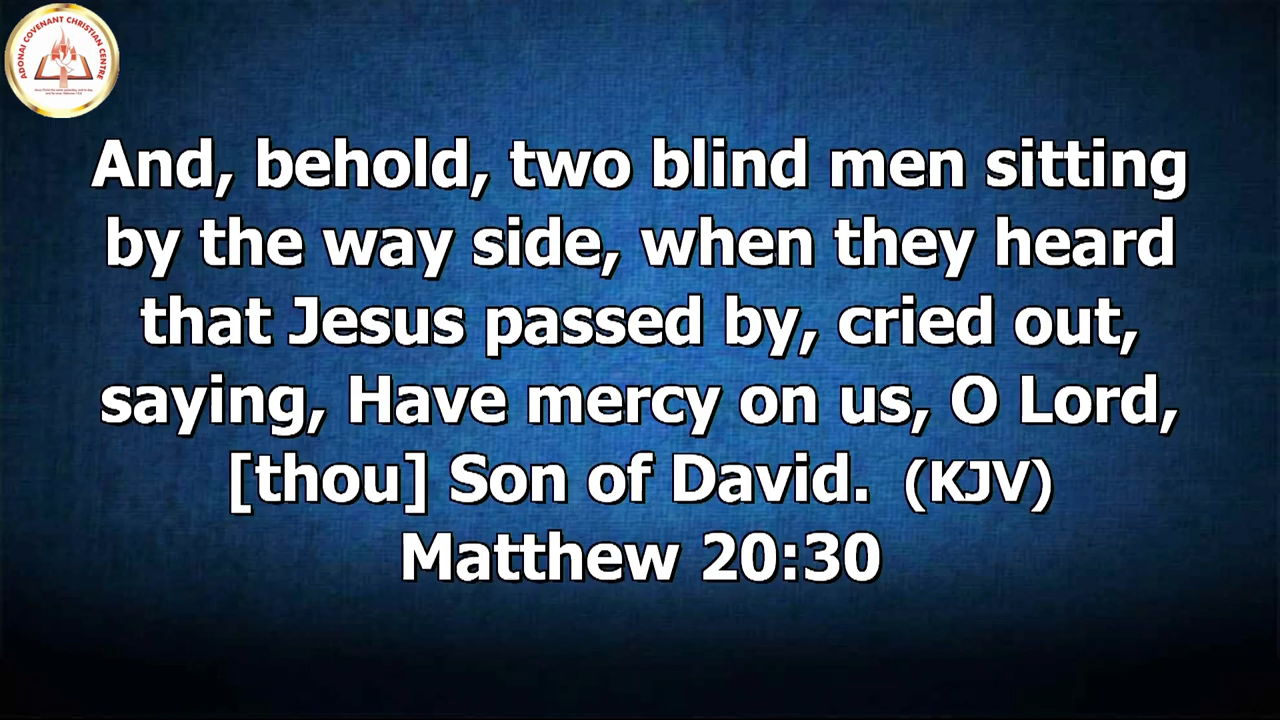 ADONAI COVENANT CHRISTIAN CENTRE
And, behold, two blind men sitting
by the way side, when they heard
that Jesus passed by, cried out,
saying, Have mercy on us, O Lord,
[thou] Son of David.  (KJV)
Matthew 20:30